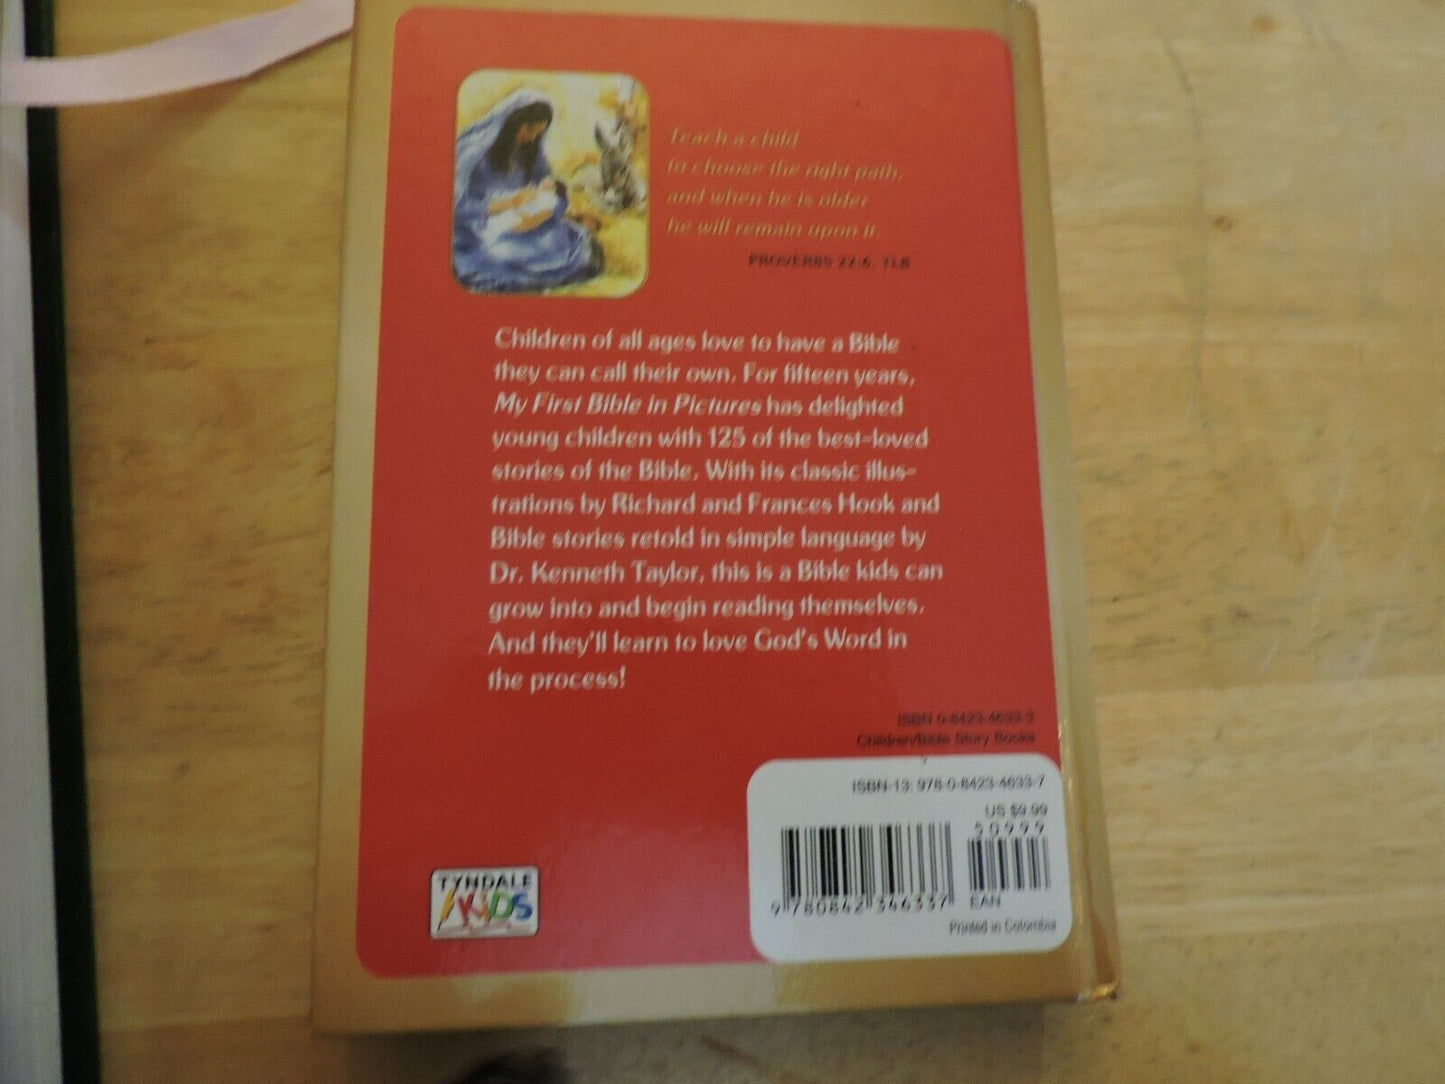 Teach a child
to choose the right path,
and when he is older
he will remain upon it.
PROVERBS 22:6, TLB
Children of all ages love to have a Bible
they can call their own. For fifteen years,
My First Bible in Pictures has delighted
young children with 125 of the best-loved
stories of the Bible. With its classic illus-
trations by Richard and Frances Hook and
Bible stories retold in simple language by
Dr. Kenneth Taylor, this is a Bible kids can
grow into and begin reading themselves.
And they'll learn to love God's Word in
the process!
ISBN 0-8423-4633-3
Children/Bible Story Books
ISBN-13: 978-0-8423-4633-7
US $9.99
50999
9 780842 346337
EAN
Printed in Colombia
TYNDALE
KiDS